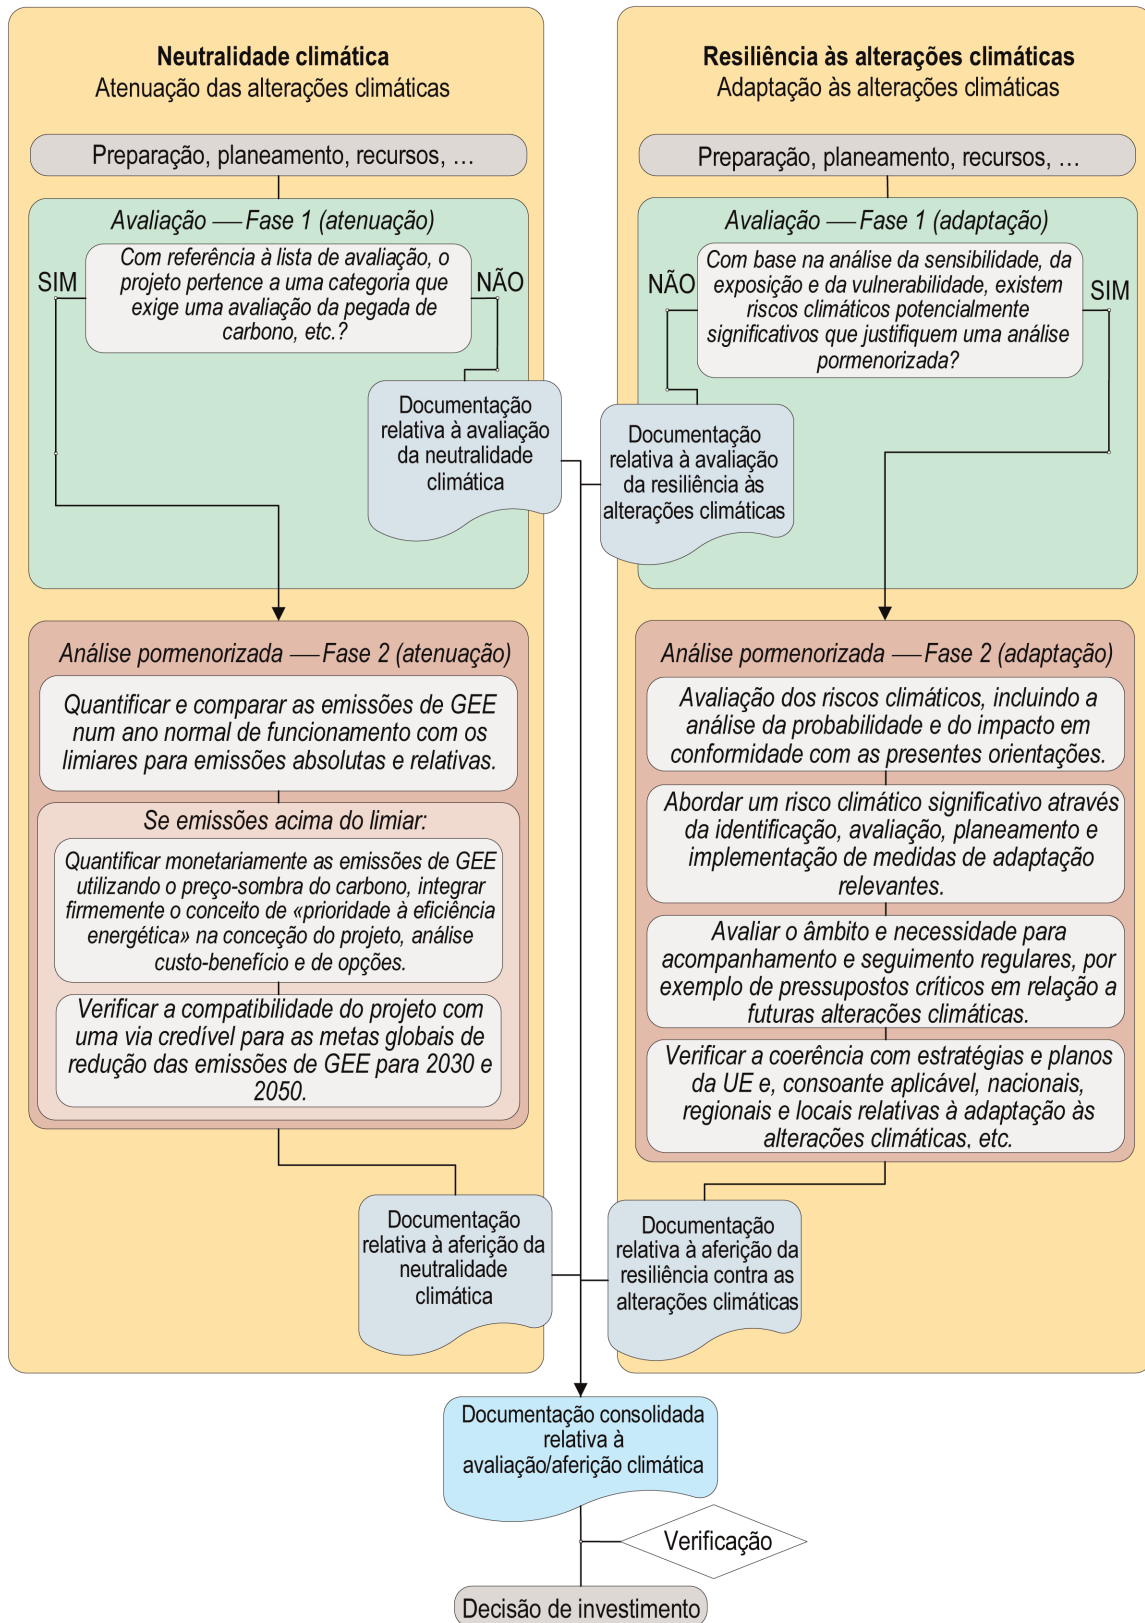 Neutralidade climática
Atenuação das alterações climáticas
Preparação, planeamento, recursos, …
Avaliação — Fase 1 (atenuação)
Com referência à lista de avaliação, o
projeto pertence a uma categoria que
exige uma avaliação da pegada de
carbono, etc.?
SIM
NÃO
Documentação
relativa à avaliação
da neutralidade
climática
Análise pormenorizada — Fase 2 (atenuação)
Quantificar e comparar as emissões de GEE
num ano normal de funcionamento com os
limiares para emissões absolutas e relativas.
Se emissões acima do limiar:
Quantificar monetariamente as emissões de GEE
utilizando o preço-sombra do carbono, integrar
firmemente o conceito de «prioridade à eficiência
energética» na conceção do projeto, análise
custo-benefício e de opções.
Verificar a compatibilidade do projeto com
uma via credível para as metas globais de
redução das emissões de GEE para 2030 e
2050.
Documentação
relativa à aferição da
neutralidade
climática
Resiliência às alterações climáticas
Adaptação às alterações climáticas
Preparação, planeamento, recursos, …
Avaliação — Fase 1 (adaptação)
Com base na análise da sensibilidade, da
exposição e da vulnerabilidade, existem
riscos climáticos potencialmente
significativos que justifiquem uma análise
pormenorizada?
NÃO
SIM
Documentação
relativa à avaliação
da resiliência às
alterações climáticas
Análise pormenorizada — Fase 2 (adaptação)
Avaliação dos riscos climáticos, incluindo a
análise da probabilidade e do impacto em
conformidade com as presentes orientações.
Abordar um risco climático significativo através
da identificação, avaliação, planeamento e
implementação de medidas de adaptação
relevantes.
Avaliar o âmbito e necessidade para
acompanhamento e seguimento regulares, por
exemplo de pressupostos críticos em relação a
futuras alterações climáticas.
Verificar a coerência com estratégias e planos
da UE e, consoante aplicável, nacionais,
regionais e locais relativas à adaptação às
alterações climáticas, etc.
Documentação
relativa à aferição da
resiliência contra as
alterações climáticas
Documentação consolidada
relativa à
avaliação/aferição climática
Verificação
Decisão de investimento